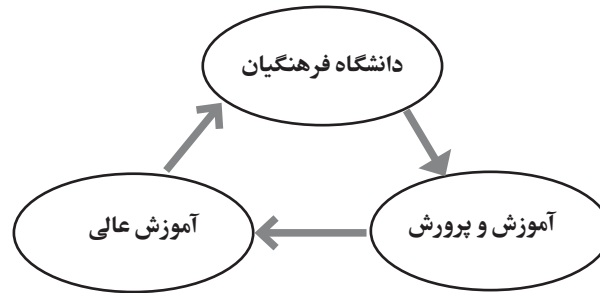 دانشگاه فرهنگیان
آموزش و پرورش
آموزش عالی